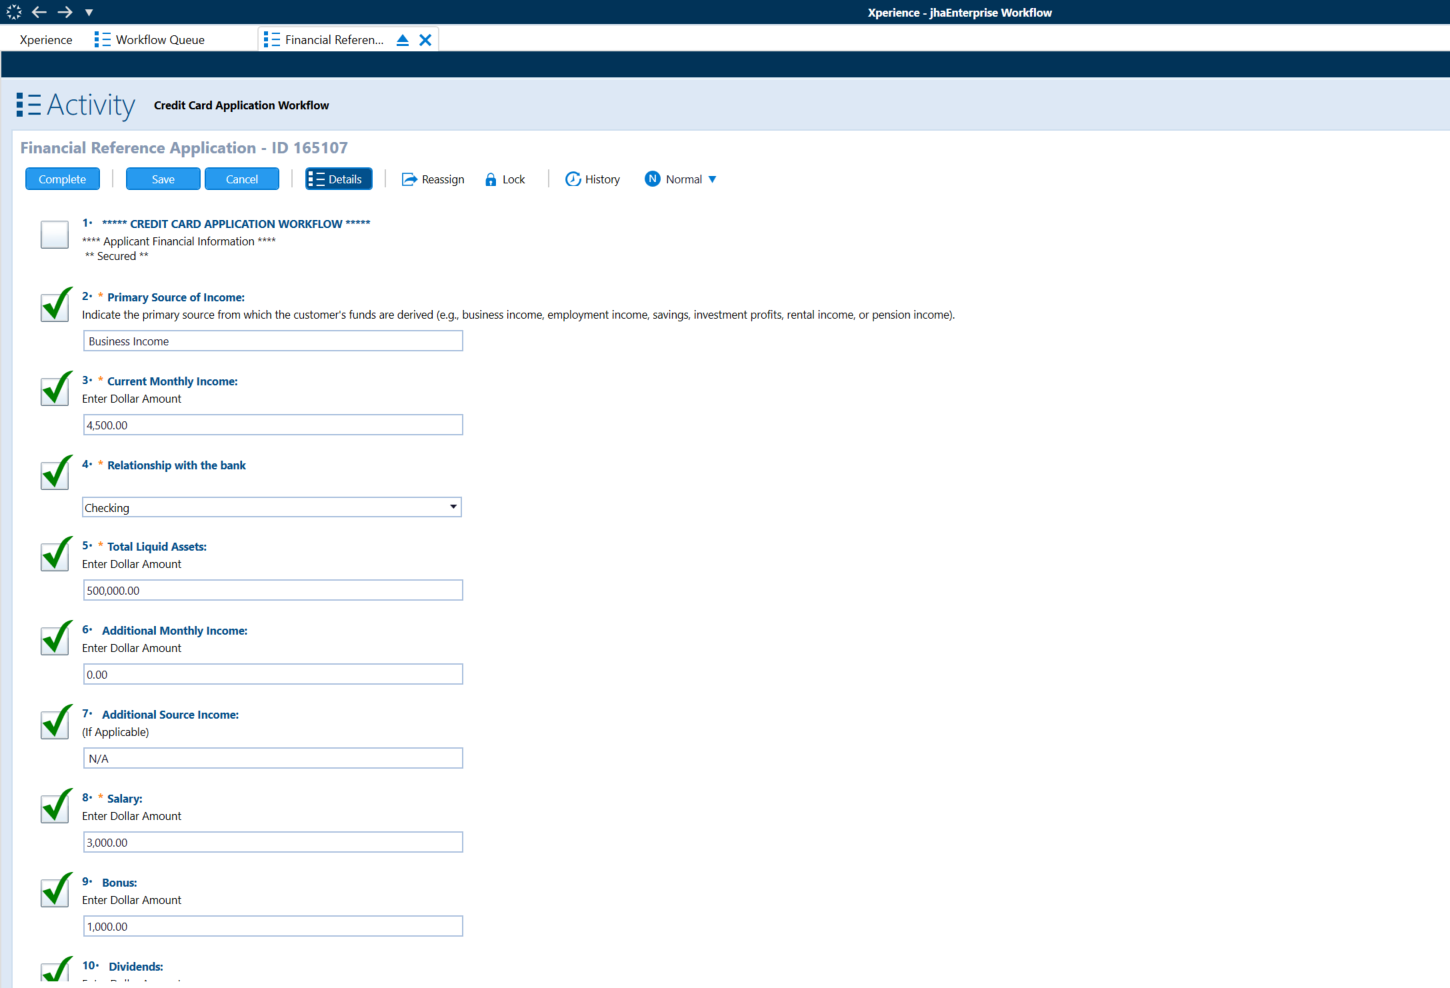 Xperience - jhaEnterprise Workflow
Xperience
Workflow Queue
Financial Referen...
Activity
Credit Card Application Workflow
Financial Reference Application - ID 165107
Complete
Save
Cancel
Details
Reassign
Lock
History
N Normal
1· ***** CREDIT CARD APPLICATION WORKFLOW *****
**** Applicant Financial Information ****
** Secured **
2· * Primary Source of Income:
Indicate the primary source from which the customer's funds are derived (e.g., business income, employment income, savings, investment profits, rental income, or pension income).
Business Income
3· * Current Monthly Income:
Enter Dollar Amount
4,500.00
4· * Relationship with the bank
Checking
5· * Total Liquid Assets:
Enter Dollar Amount
500,000.00
6· Additional Monthly Income:
Enter Dollar Amount
0.00
7· Additional Source Income:
(If Applicable)
N/A
8· * Salary:
Enter Dollar Amount
3,000.00
9· Bonus:
Enter Dollar Amount
1,000.00
10· Dividends: